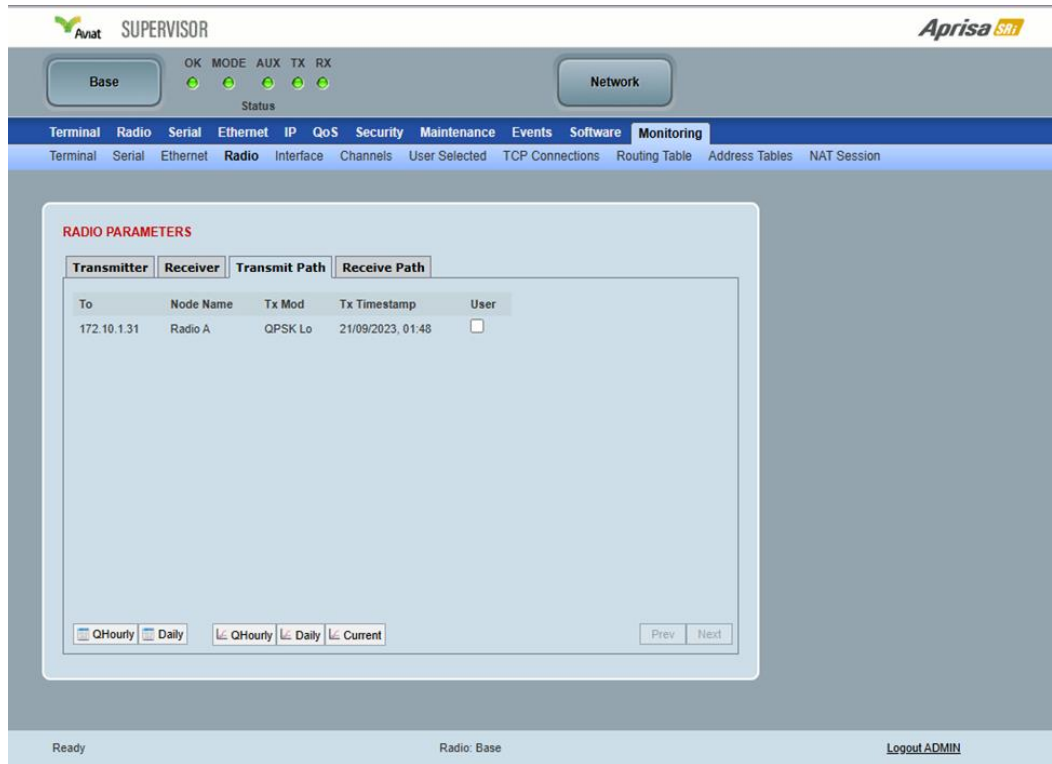 Aviat SUPERVISOR Aprisa SRi
Base OK MODE AUX TX RX Network
Status
Terminal Radio Serial Ethernet IP QoS Security Maintenance Events Software Monitoring
Terminal Serial Ethernet Radio Interface Channels User Selected TCP Connections Routing Table Address Tables NAT Session
RADIO PARAMETERS
Transmitter Receiver Transmit Path Receive Path
To Node Name Tx Mod Tx Timestamp User
172.10.1.31 Radio A QPSK Lo 21/09/2023, 01:48
QHourly Daily QHourly Daily Current Prev Next
Ready Radio: Base Logout ADMIN